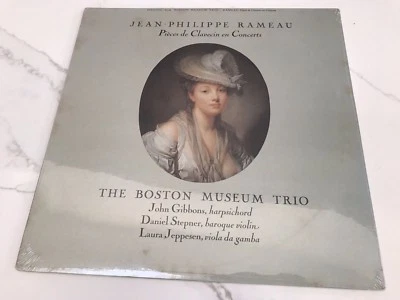 JEAN-PHILIPPE RAMEAU
Pièces de Clavecin en Concerts
THE BOSTON MUSEUM TRIO
John Gibbons, harpsichord
Daniel Stepner, baroque violin
Laura Jeppesen, viola da gamba